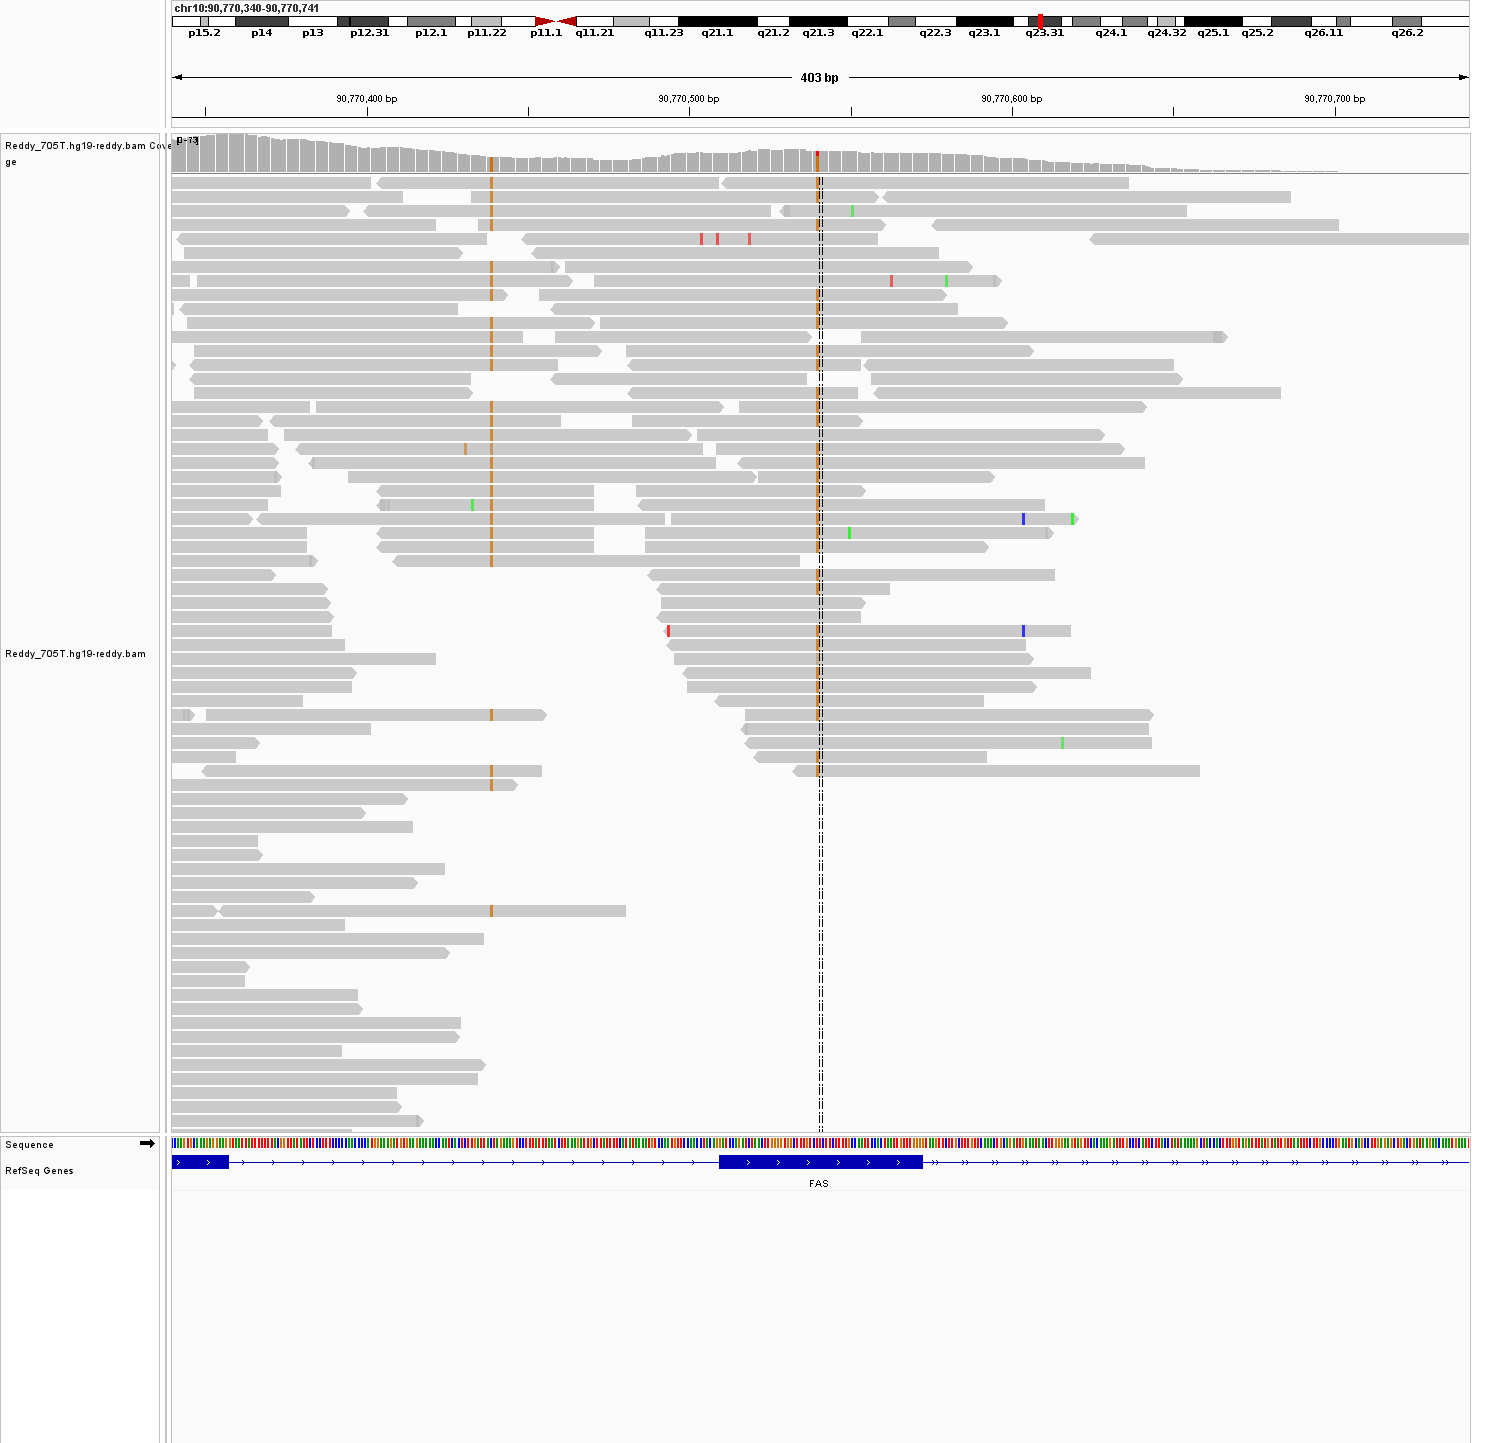 chr10:90,770,340-90,770,741
p15.2 p14 p13 p12.31 p12.1 p11.22 p11.1 q11.21 q11.23 q21.1 q21.2 q21.3 q22.1 q22.3 q23.1 q23.31 q24.1 q24.32 q25.1 q25.2 q26.11 q26.2
403 bp
90,770,400 bp 90,770,500 bp 90,770,600 bp 90,770,700 bp
Reddy_705T.hg19-reddy.bam Cove
ge
[0-73]
Reddy_705T.hg19-reddy.bam
Sequence
RefSeq Genes
FAS